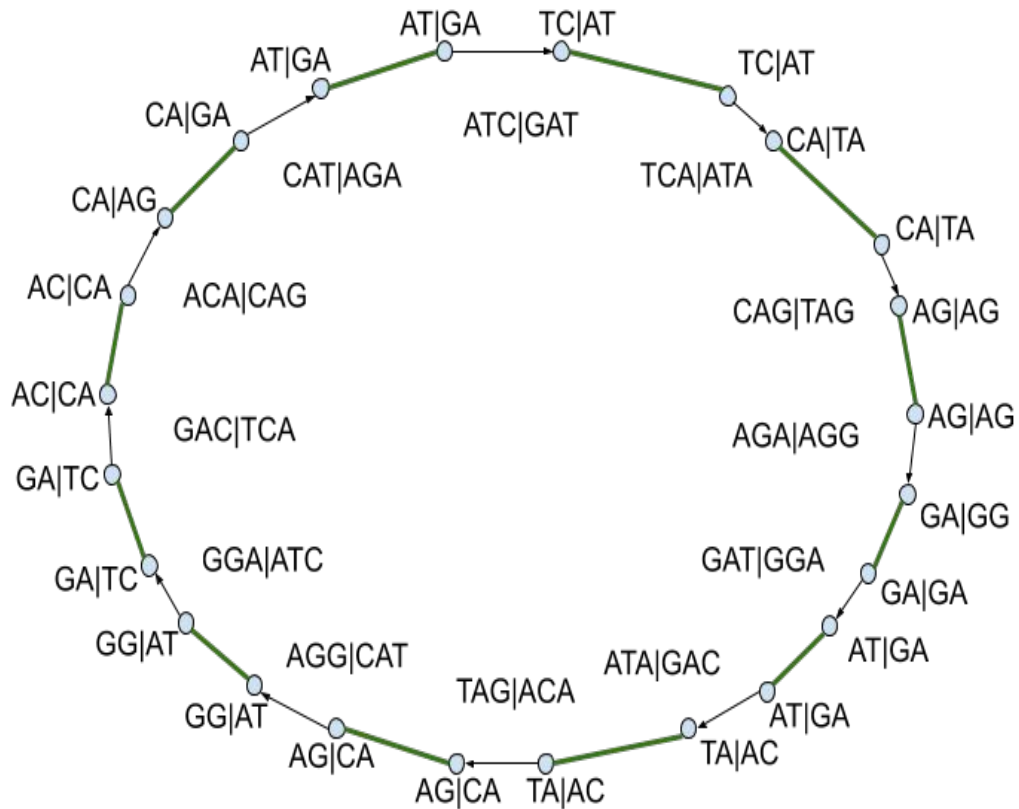 AT|GA
TC|AT
AT|GA
TC|AT
CA|GA
ATC|GAT
CA|TA
CAT|AGA
TCA|ATA
CA|AG
CA|TA
AC|CA
ACA|CAG
CAG|TAG
AG|AG
AC|CA
GAC|TCA
AGA|AGG
AG|AG
GA|TC
GA|GG
GGA|ATC
GAT|GGA
GA|TC
GA|GA
GG|AT
AGG|CAT
ATA|GAC
AT|GA
TAG|ACA
GG|AT
AT|GA
AG|CA
TA|AC
AG|CA
TA|AC